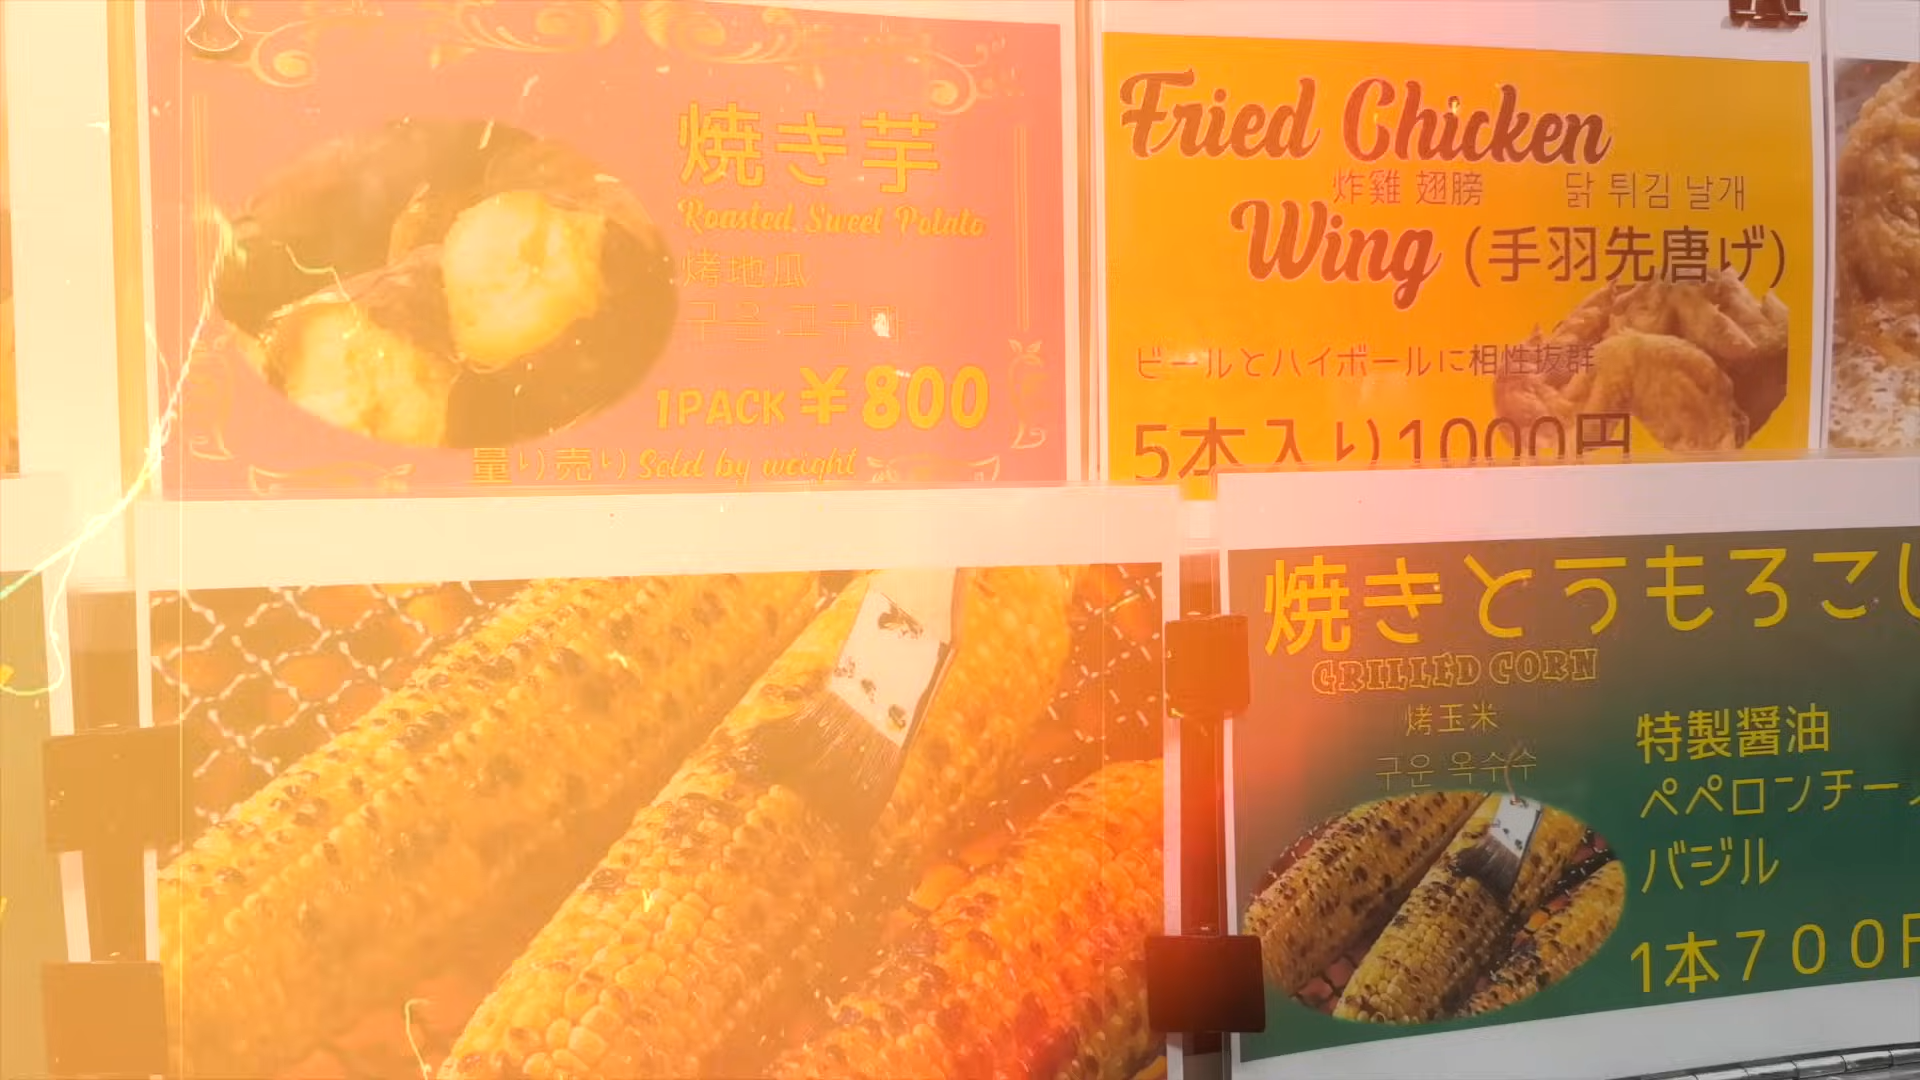 焼き芋
Roasted Sweet Potato
烤地瓜
구운 고구마
1PACK ¥800
量り売り Sold by weight
Fried Chicken
炸雞 翅膀 닭 튀김 날개
Wing (手羽先唐げ)
ビールとハイボールに相性抜群
5本入り1000円
焼きとうもろこし
GRILLED CORN
烤玉米
구운 옥수수
特製醤油
ペペロンチー
バジル
1本700円